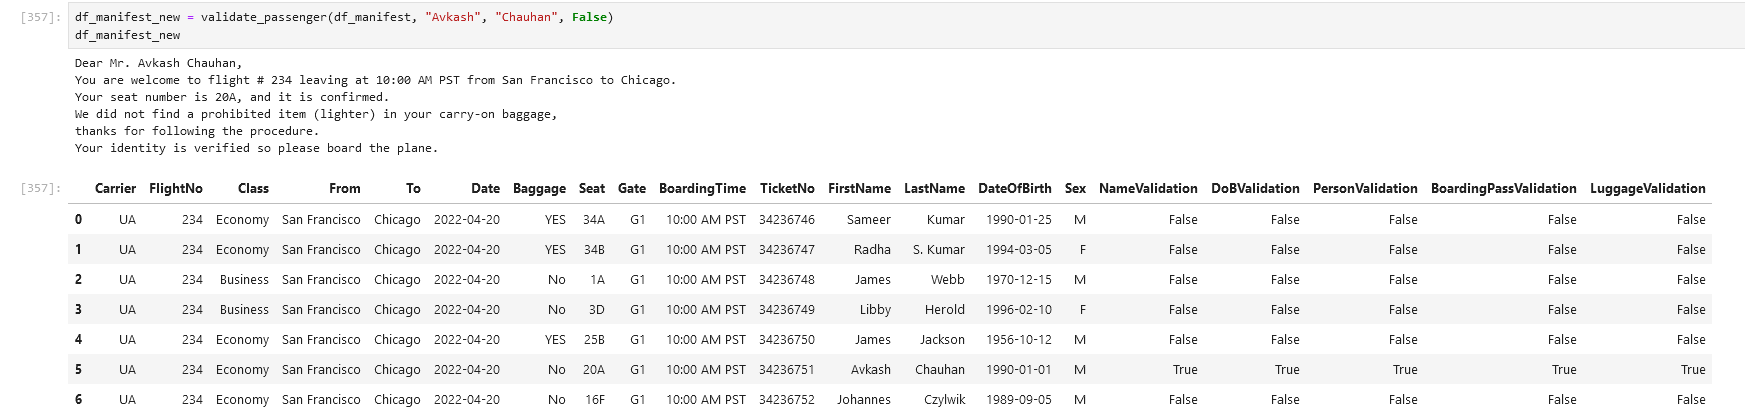 [357]: df_manifest_new = validate_passenger(df_manifest, "Avkash", "Chauhan", False)
df_manifest_new
Dear Mr. Avkash Chauhan,
You are welcome to flight # 234 leaving at 10:00 AM PST from San Francisco to Chicago.
Your seat number is 20A, and it is confirmed.
We did not find a prohibited item (lighter) in your carry-on baggage,
thanks for following the procedure.
Your identity is verified so please board the plane.
[357]: Carrier FlightNo Class From To Date Baggage Seat Gate BoardingTime TicketNo FirstName LastName DateOfBirth Sex NameValidation DoBValidation PersonValidation BoardingPassValidation LuggageValidation
0 UA 234 Economy San Francisco Chicago 2022-04-20 YES 34A G1 10:00 AM PST 34236746 Sameer Kumar 1990-01-25 M False False False False False
1 UA 234 Economy San Francisco Chicago 2022-04-20 YES 34B G1 10:00 AM PST 34236747 Radha S. Kumar 1994-03-05 F False False False False False
2 UA 234 Business San Francisco Chicago 2022-04-20 No 1A G1 10:00 AM PST 34236748 James Webb 1970-12-15 M False False False False False
3 UA 234 Business San Francisco Chicago 2022-04-20 No 3D G1 10:00 AM PST 34236749 Libby Herold 1996-02-10 F False False False False False
4 UA 234 Economy San Francisco Chicago 2022-04-20 YES 25B G1 10:00 AM PST 34236750 James Jackson 1956-10-12 M False False False False False
5 UA 234 Economy San Francisco Chicago 2022-04-20 No 20A G1 10:00 AM PST 34236751 Avkash Chauhan 1990-01-01 M True True True True True
6 UA 234 Economy San Francisco Chicago 2022-04-20 No 16F G1 10:00 AM PST 34236752 Johannes Czylwik 1989-09-05 M False False False False False